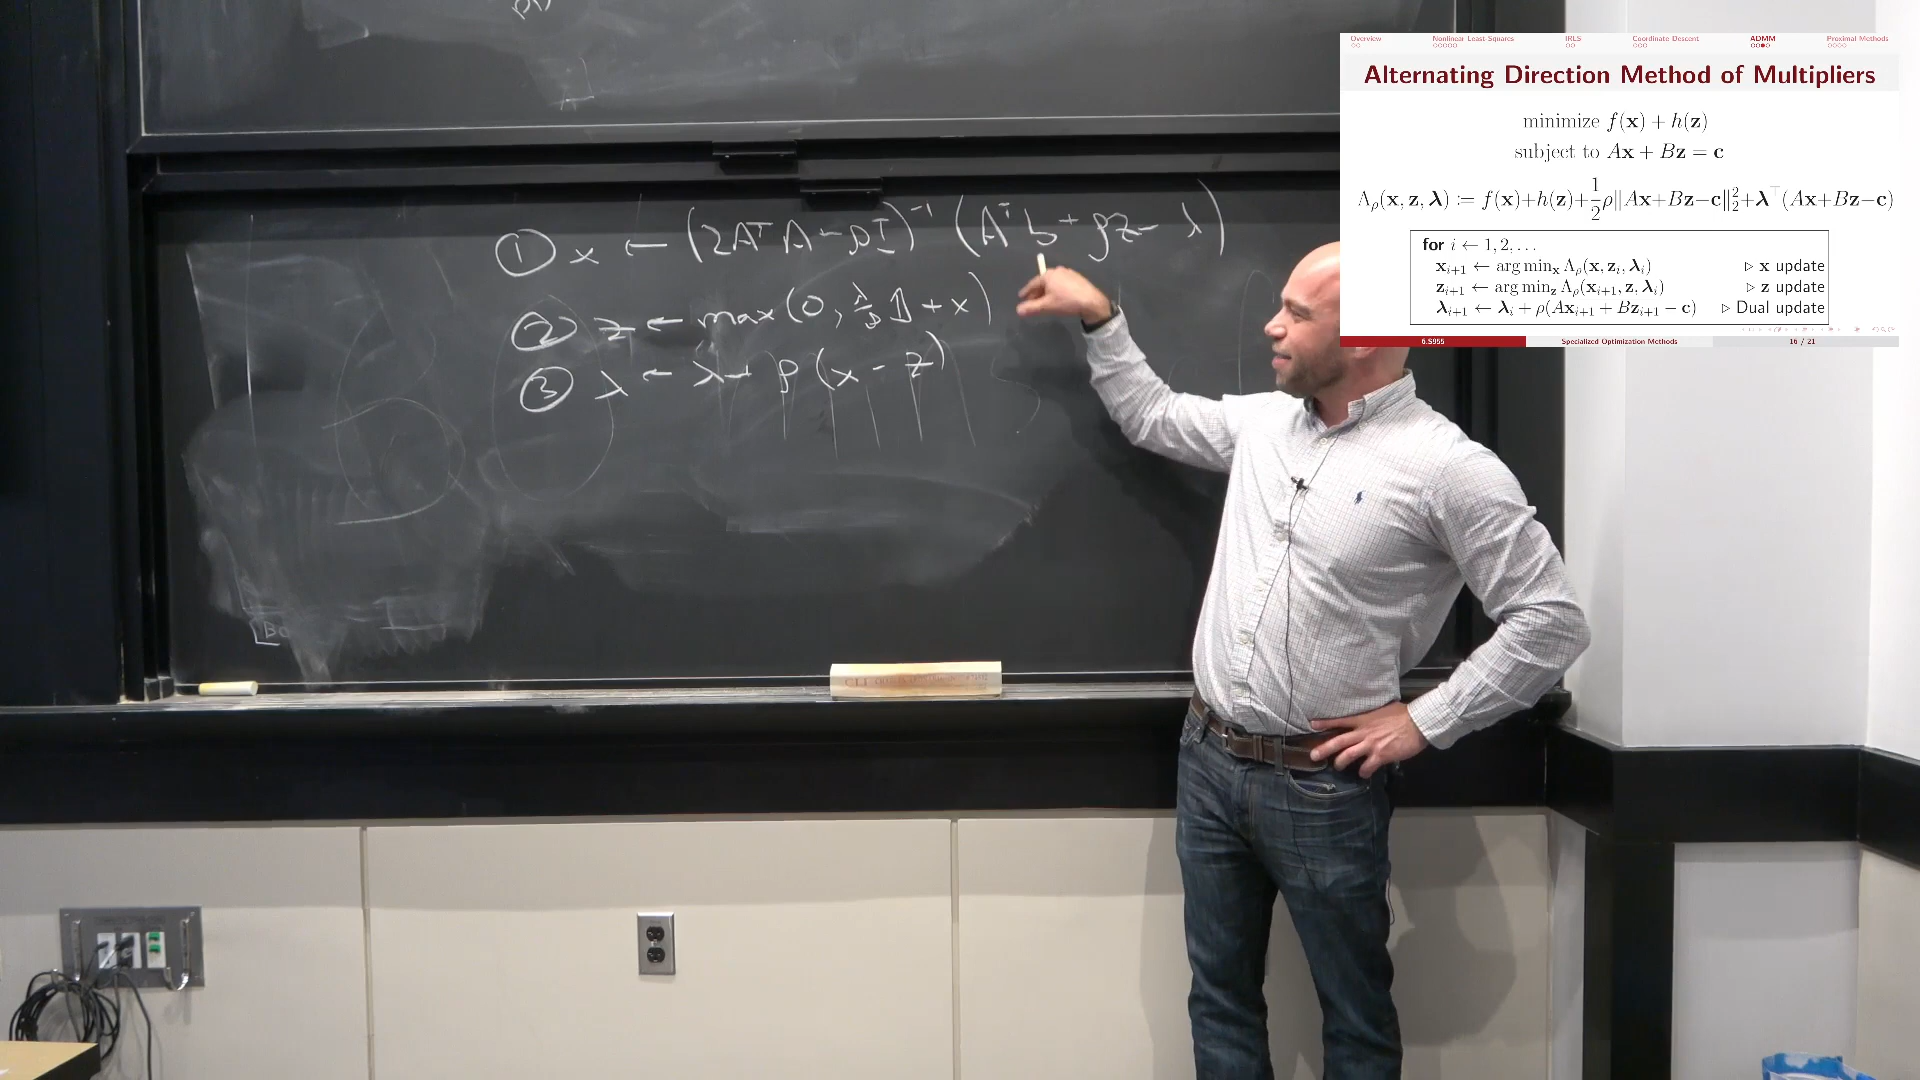 ① x ← (2AᵀA + ρI)⁻¹ (Aᵀb + ρz - λ)
② z ← max(0, λ/ρ 𝟙 + x)
③ λ ← λ + ρ(x - z)
Overview Nonlinear Least-Squares IRLS Coordinate Descent ADMM Proximal Methods
Alternating Direction Method of Multipliers
minimize f(x) + h(z)
subject to Ax + Bz = c
Λρ(x, z, λ) := f(x)+h(z)+½ρ‖Ax+Bz−c‖₂²+λ⊤(Ax+Bz−c)
for i ← 1, 2, . . .
xᵢ₊₁ ← arg minₓ Λρ(x, zᵢ, λᵢ) ▷ x update
zᵢ₊₁ ← arg min_z Λρ(xᵢ₊₁, z, λᵢ) ▷ z update
λᵢ₊₁ ← λᵢ + ρ(Axᵢ₊₁ + Bzᵢ₊₁ − c) ▷ Dual update
6.S955 Specialized Optimization Methods 16 / 21